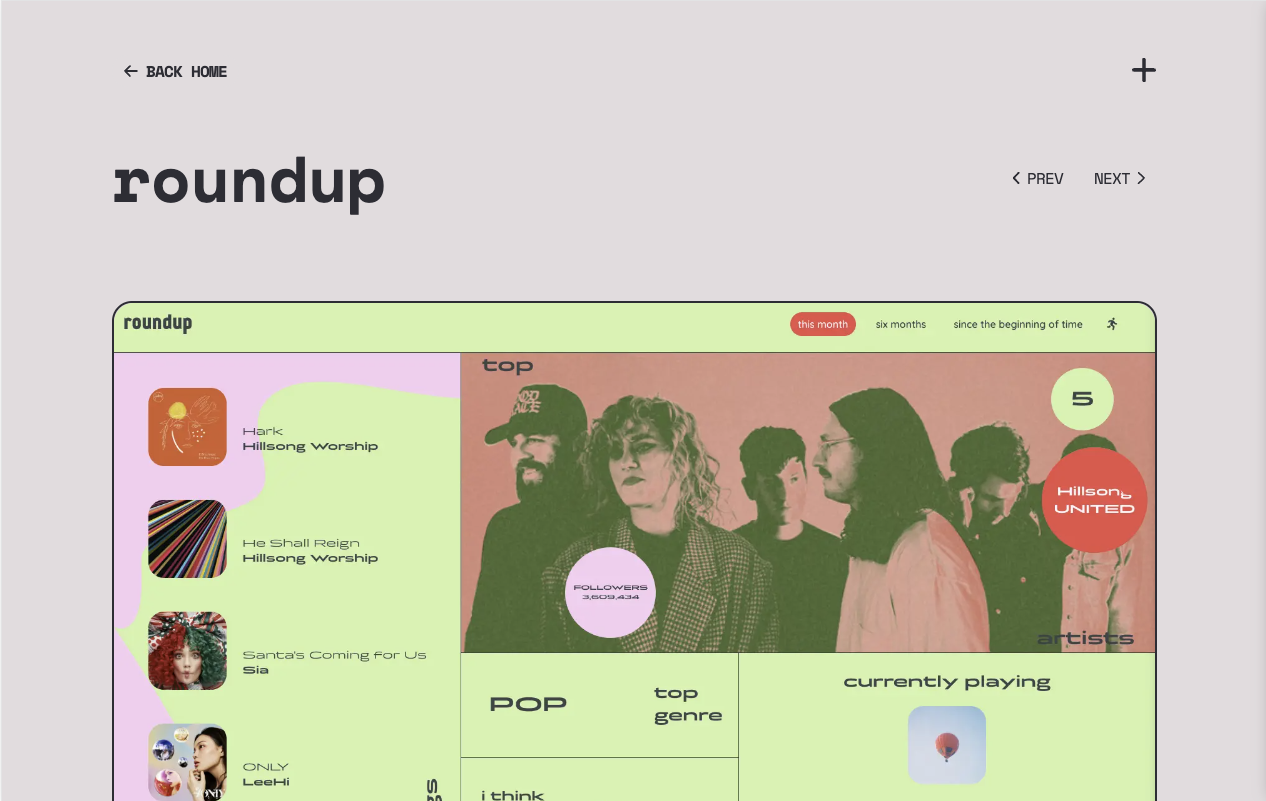 ← BACK HOME
roundup
PREV
NEXT
roundup
this month
six months
since the beginning of time
top
5
Hark
Hillsong Worship
Hillsong
UNITED
He Shall Reign
Hillsong Worship
FOLLOWERS
3,609,434
artists
Santa's Coming for Us
Sia
currently playing
POP
top
genre
ONLY
LeeHi
i think